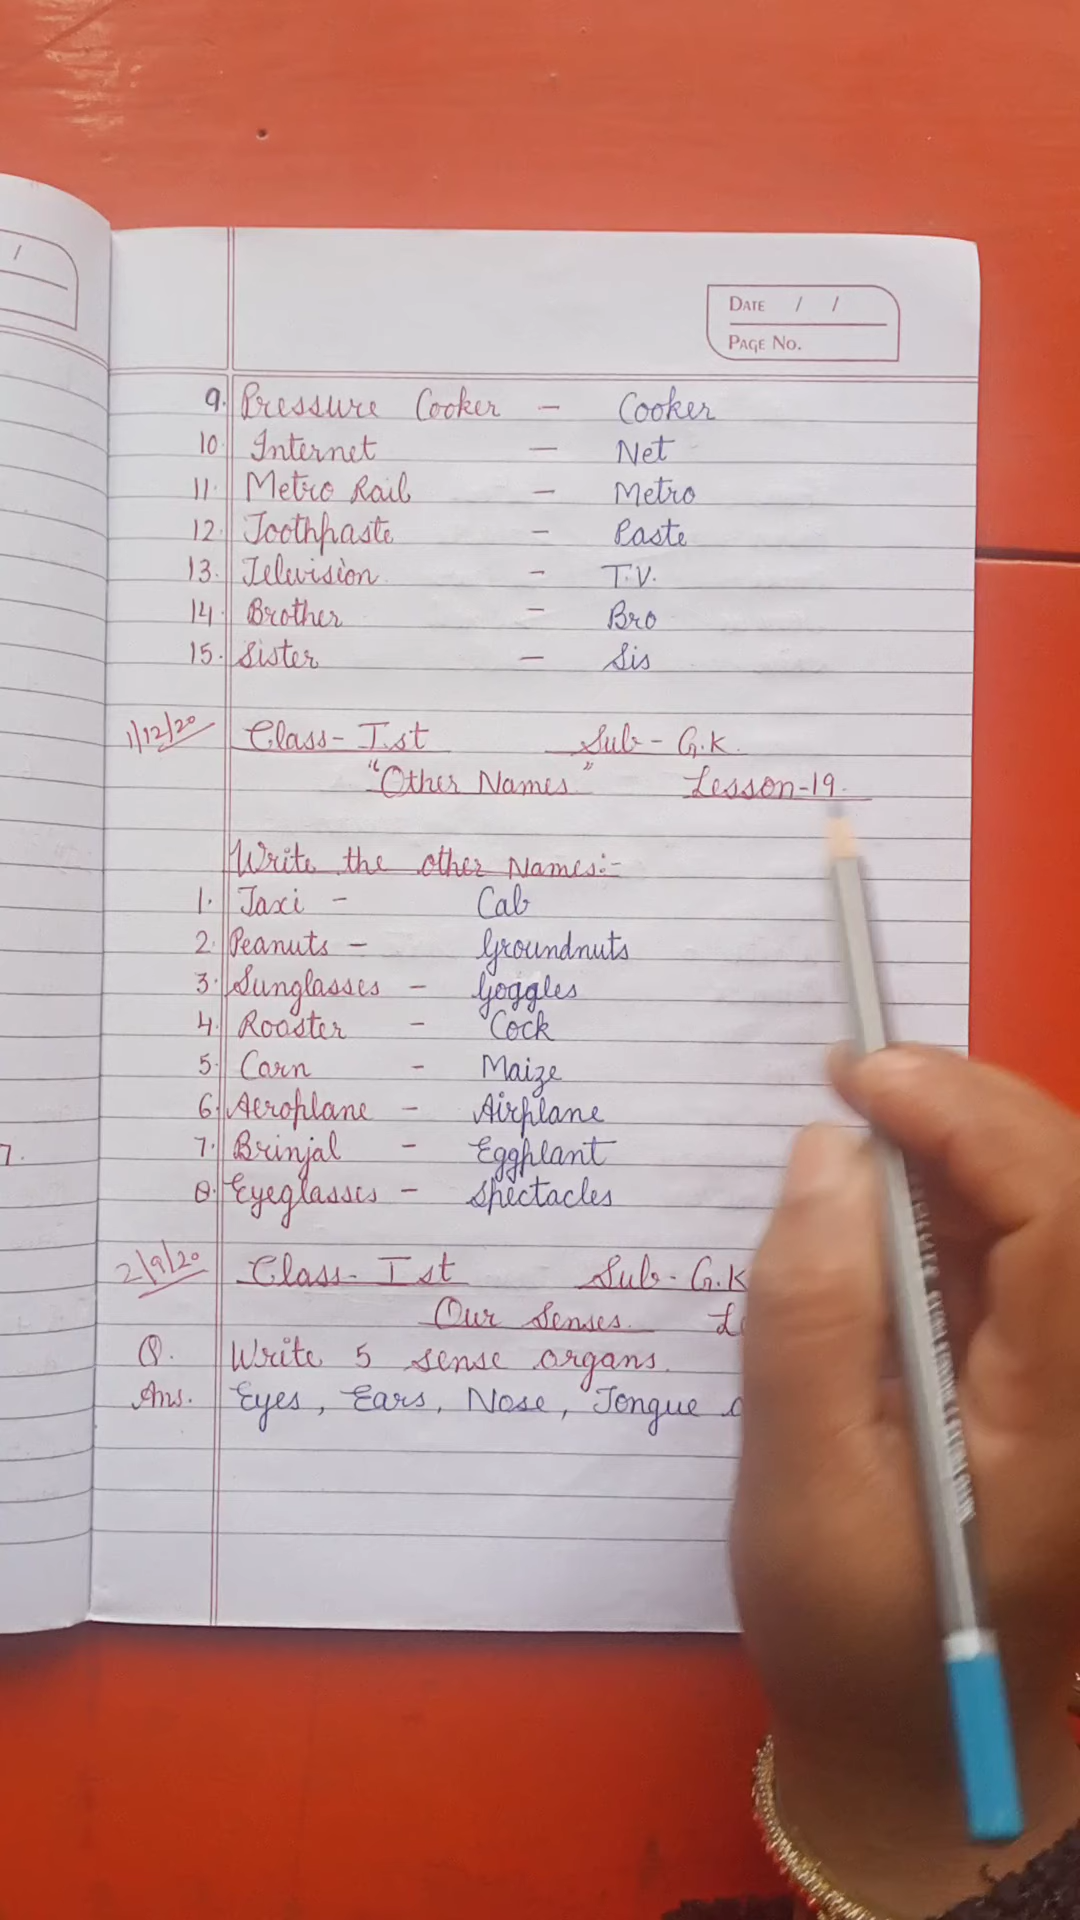 /
DATE / /
PAGE NO.
9. Pressure Cooker - Cooker
10. Internet - Net
11. Metro Rail - Metro
12. Toothpaste - Paste
13. Television - T.V.
14. Brother - Bro
15. Sister - Sis
1/12/20 Class- Ist Sub- G.K.
"Other Names" Lesson-19.
Write the other Names:-
1. Taxi - Cab
2. Peanuts - Groundnuts
3. Sunglasses - Goggles
4. Rooster - Cock
5. Corn - Maize
6. Aeroplane - Airplane
7.
7. Brinjal - Eggplant
8. Eyeglasses - Spectacles
2/9/20 Class- Ist Sub- G.K
Our Senses.
Q. Write 5 sense organs.
Ans. Eyes, Ears, Nose, Tongue